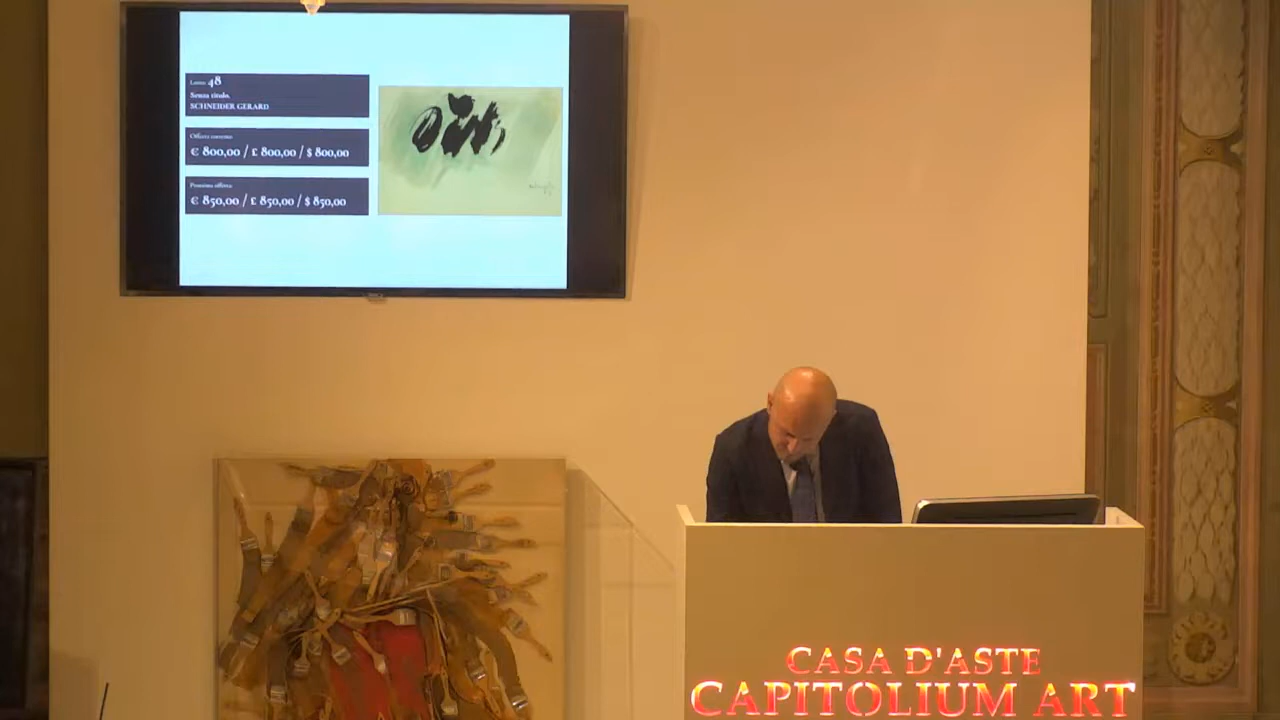 Lotto: 48
Senza titolo.
SCHNEIDER GERARD
Offerta corrente:
€ 800,00 / £ 800,00 / $ 800,00
Prossima offerta:
€ 850,00 / £ 850,00 / $ 850,00
CASA D'ASTE
CAPITOLIUM ART